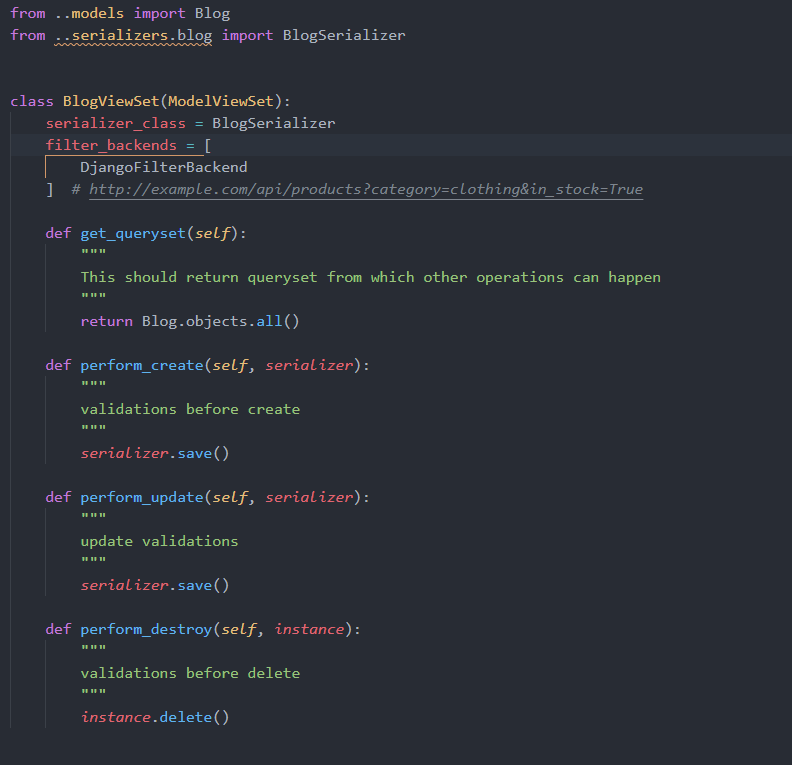 from ..models import Blog
from ..serializers.blog import BlogSerializer
class BlogViewSet(ModelViewSet):
    serializer_class = BlogSerializer
    filter_backends = [
        DjangoFilterBackend
    ]  # http://example.com/api/products?category=clothing&in_stock=True
    def get_queryset(self):
        """
        This should return queryset from which other operations can happen
        """
        return Blog.objects.all()
    def perform_create(self, serializer):
        """
        validations before create
        """
        serializer.save()
    def perform_update(self, serializer):
        """
        update validations
        """
        serializer.save()
    def perform_destroy(self, instance):
        """
        validations before delete
        """
        instance.delete()